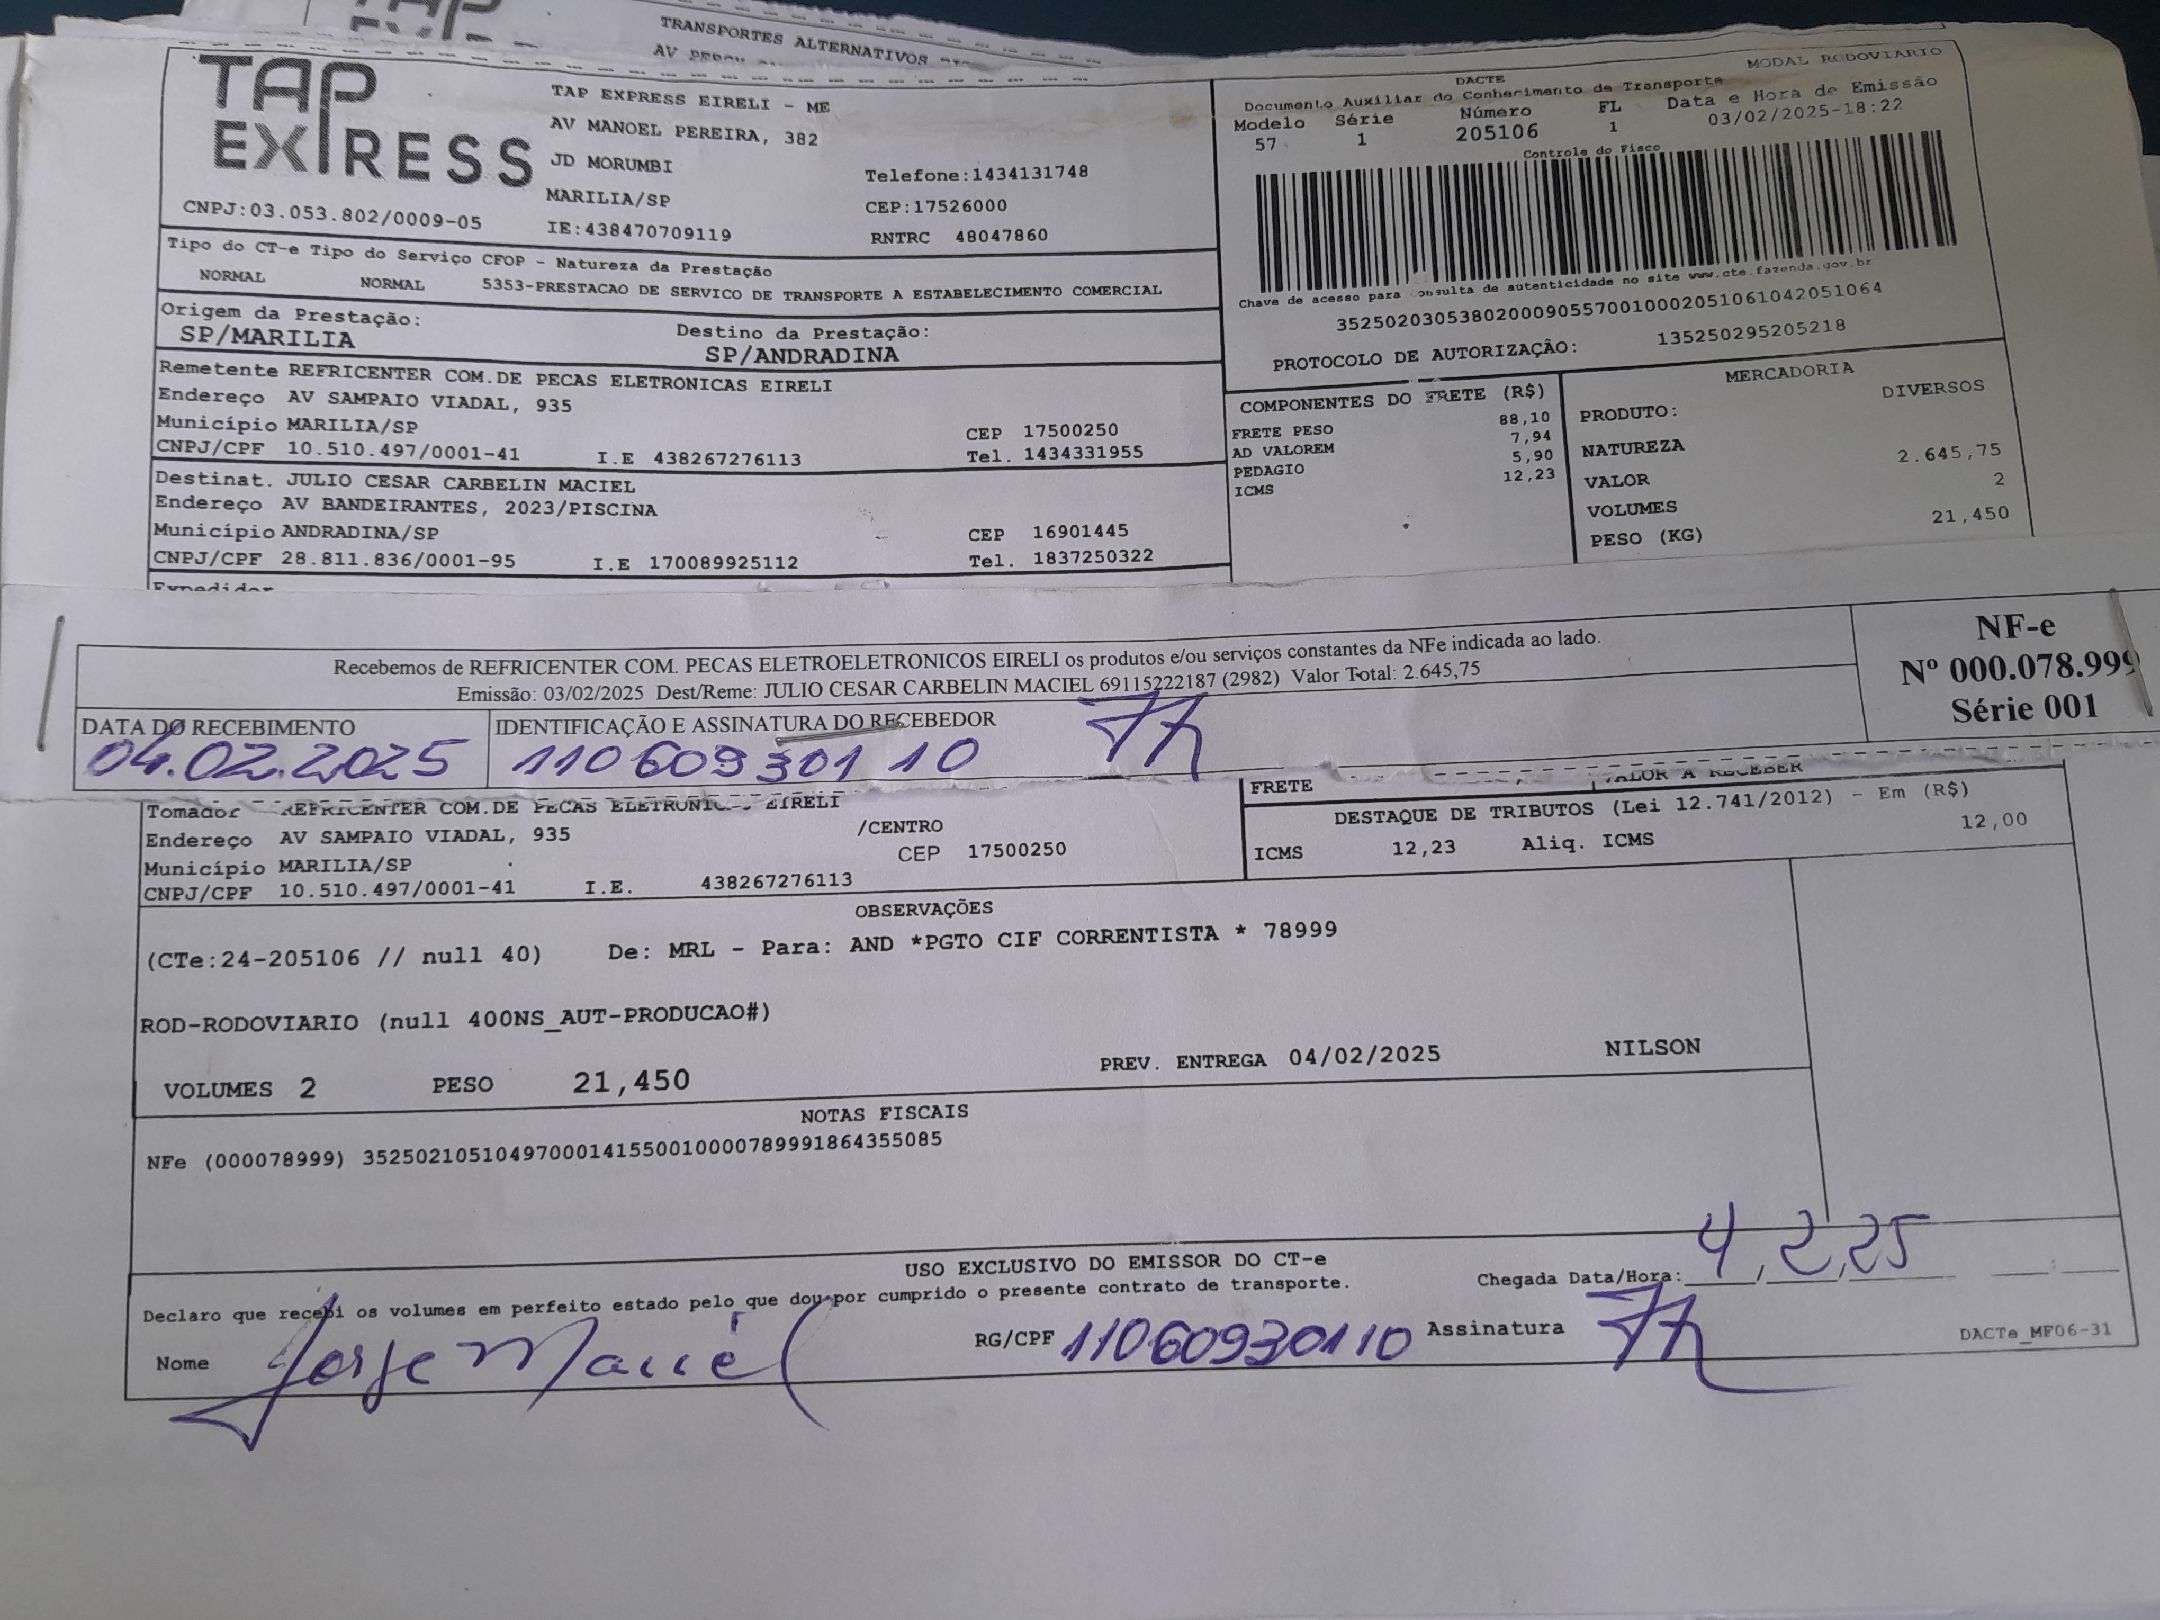 TRANSPORTES ALTERNATIVOS
AV
TAP EXPRESS
TAP EXPRESS EIRELI - ME
AV MANOEL PEREIRA, 382
JD MORUMBI
Telefone:1434131748
MARILIA/SP
CEP:17526000
CNPJ:03.053.802/0009-05
IE:438470709119
RNTRC 48047860
MODAL RODOVIARIO
DACTE
Documento Auxiliar do Conhecimento de Transporte
Modelo Série Número FL Data e Hora de Emissão
57 1 205106 1 03/02/2025-18:22
Controle do Fisco
Chave de acesso para consulta de autenticidade no site www.cte.fazenda.gov.br
35250203053802000905570010002051061042051064
PROTOCOLO DE AUTORIZAÇÃO: 135250295205218
Tipo do CT-e Tipo do Serviço CFOP - Natureza da Prestação
NORMAL NORMAL 5353-PRESTACAO DE SERVICO DE TRANSPORTE A ESTABELECIMENTO COMERCIAL
Origem da Prestação: Destino da Prestação:
SP/MARILIA SP/ANDRADINA
Remetente REFRICENTER COM.DE PECAS ELETRONICAS EIRELI
Endereço AV SAMPAIO VIADAL, 935
Município MARILIA/SP CEP 17500250
CNPJ/CPF 10.510.497/0001-41 I.E 438267276113 Tel. 1434331955
Destinat. JULIO CESAR CARBELIN MACIEL
Endereço AV BANDEIRANTES, 2023/PISCINA
Município ANDRADINA/SP CEP 16901445
CNPJ/CPF 28.811.836/0001-95 I.E 170089925112 Tel. 1837250322
Expedidor
COMPONENTES DO FRETE (R$)
FRETE PESO 88,10
AD VALOREM 7,94
PEDAGIO 5,90
ICMS 12,23
MERCADORIA
PRODUTO: DIVERSOS
NATUREZA
VALOR 2.645,75
VOLUMES 2
PESO (KG) 21,450
Recebemos de REFRICENTER COM. PECAS ELETROELETRONICOS EIRELI os produtos e/ou serviços constantes da NFe indicada ao lado.
Emissão: 03/02/2025 Dest/Reme: JULIO CESAR CARBELIN MACIEL 69115222187 (2982) Valor Total: 2.645,75
NF-e
Nº 000.078.999
Série 001
DATA DO RECEBIMENTO IDENTIFICAÇÃO E ASSINATURA DO RECEBEDOR
04.02.2025 110609301 10
FRETE VALOR A RECEBER
Tomador REFRICENTER COM.DE PECAS ELETRONICAS EIRELI
Endereço AV SAMPAIO VIADAL, 935 /CENTRO
Município MARILIA/SP CEP 17500250
CNPJ/CPF 10.510.497/0001-41 I.E. 438267276113
DESTAQUE DE TRIBUTOS (Lei 12.741/2012) - Em (R$)
ICMS 12,23 Aliq. ICMS 12,00
OBSERVAÇÕES
(CTe:24-205106 // null 40) De: MRL - Para: AND *PGTO CIF CORRENTISTA * 78999
ROD-RODOVIARIO (null 400NS_AUT-PRODUCAO#)
VOLUMES 2 PESO 21,450 PREV. ENTREGA 04/02/2025 NILSON
NOTAS FISCAIS
NFe (000078999) 35250210510497000141550010000789991864355085
USO EXCLUSIVO DO EMISSOR DO CT-e
Declaro que recebi os volumes em perfeito estado pelo que dou por cumprido o presente contrato de transporte.
Chegada Data/Hora: 4/2/25
Nome Jorge Maciel RG/CPF 11060930110 Assinatura
DACTe_MF06-31